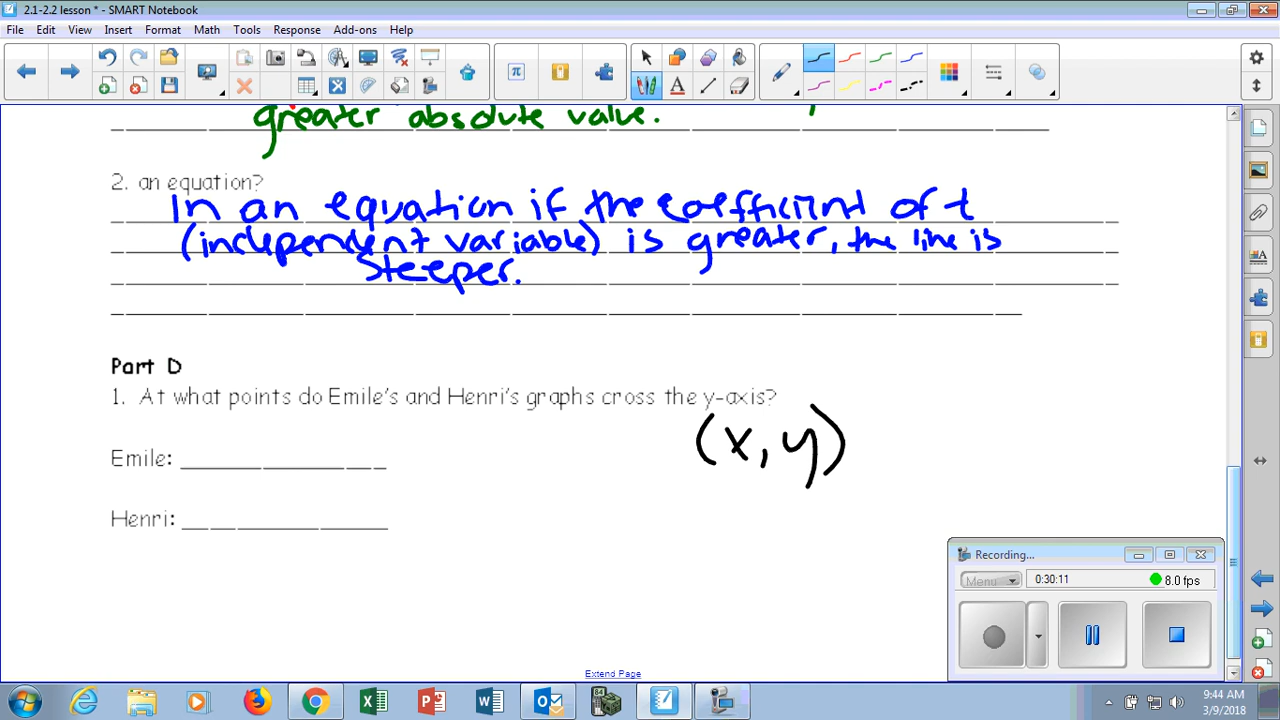 2.1-2.2 lesson * - SMART Notebook
File Edit View Insert Format Math Tools Response Add-ons Help
greater absolute value.
2. an equation?
In an equation if the coefficient of t
(independent variable) is greater, the line is
steeper.
Part D
1. At what points do Emile's and Henri's graphs cross the y-axis?
(x, y)
Emile:
Henri:
Recording...
Menu 0:30:11 8.0 fps
Extend Page
9:44 AM
3/9/2018